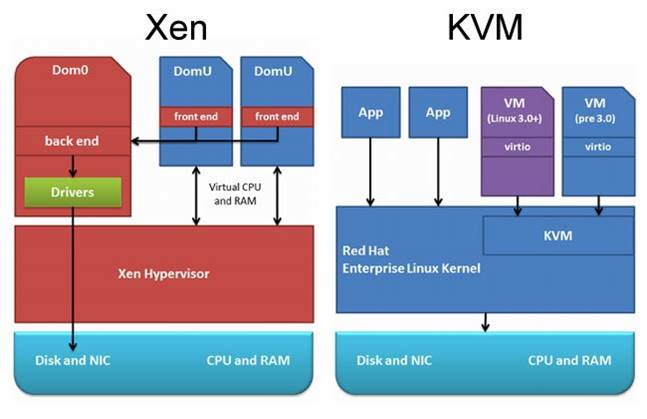 Xen
KVM
Dom0
DomU
DomU
front end
front end
back end
Drivers
Virtual CPU
and RAM
Xen Hypervisor
Disk and NIC
CPU and RAM
App
App
VM
(Linux 3.0+)
virtio
VM
(pre 3.0)
virtio
KVM
Red Hat
Enterprise Linux Kernel
Disk and NIC
CPU and RAM